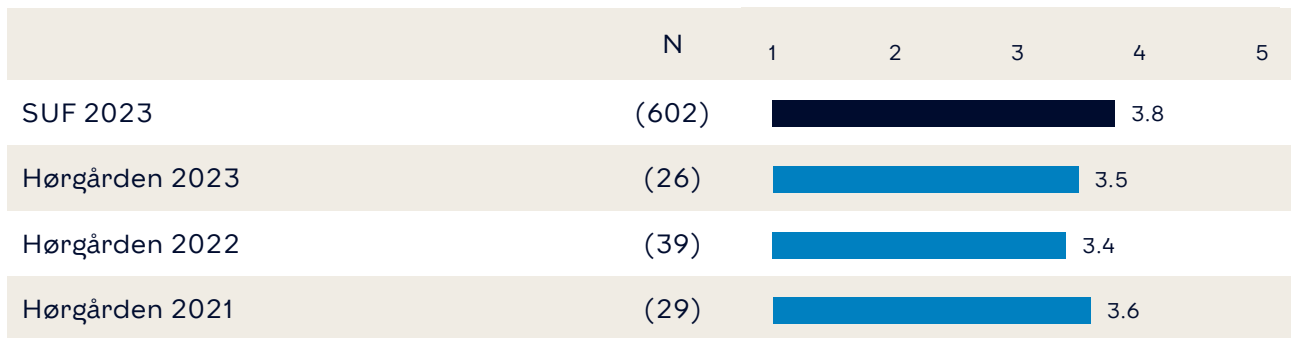 N 1 2 3 4 5
SUF 2023 (602) 3.8
Hørgården 2023 (26) 3.5
Hørgården 2022 (39) 3.4
Hørgården 2021 (29) 3.6